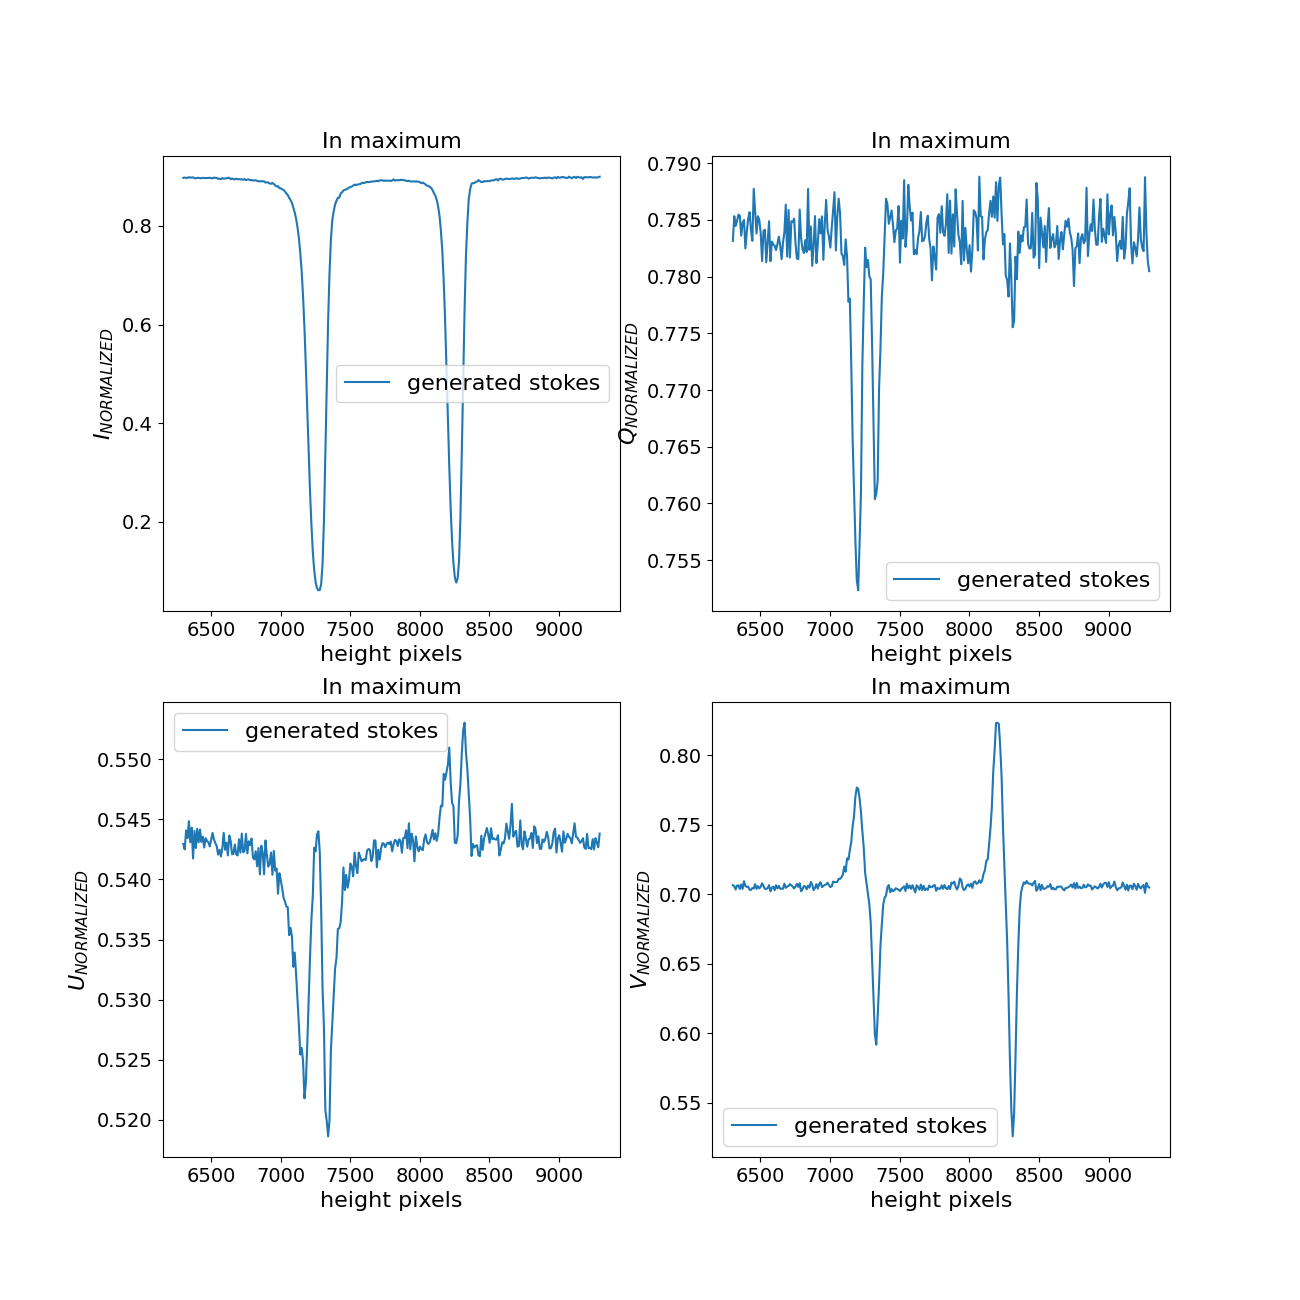 In maximum
I_NORMALIZED
0.8
0.6
0.4
0.2
generated stokes
6500 7000 7500 8000 8500 9000
height pixels
In maximum
Q_NORMALIZED
0.790
0.785
0.780
0.775
0.770
0.765
0.760
0.755
generated stokes
6500 7000 7500 8000 8500 9000
height pixels
In maximum
U_NORMALIZED
generated stokes
0.550
0.545
0.540
0.535
0.530
0.525
0.520
6500 7000 7500 8000 8500 9000
height pixels
In maximum
V_NORMALIZED
0.80
0.75
0.70
0.65
0.60
0.55
generated stokes
6500 7000 7500 8000 8500 9000
height pixels